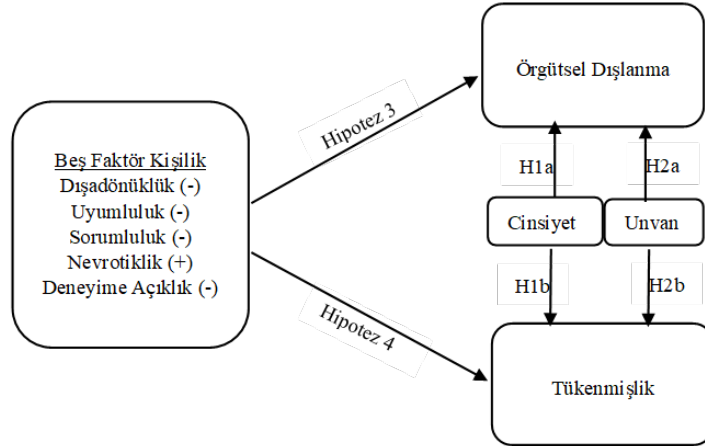 Örgütsel Dışlanma
Hipotez 3
Beş Faktör Kişilik
Dışadönüklük (-)
Uyumluluk (-)
Sorumluluk (-)
Nevrotiklik (+)
Deneyime Açıklık (-)
H1a
H2a
Cinsiyet
Unvan
H1b
H2b
Hipotez 4
Tükenmişlik